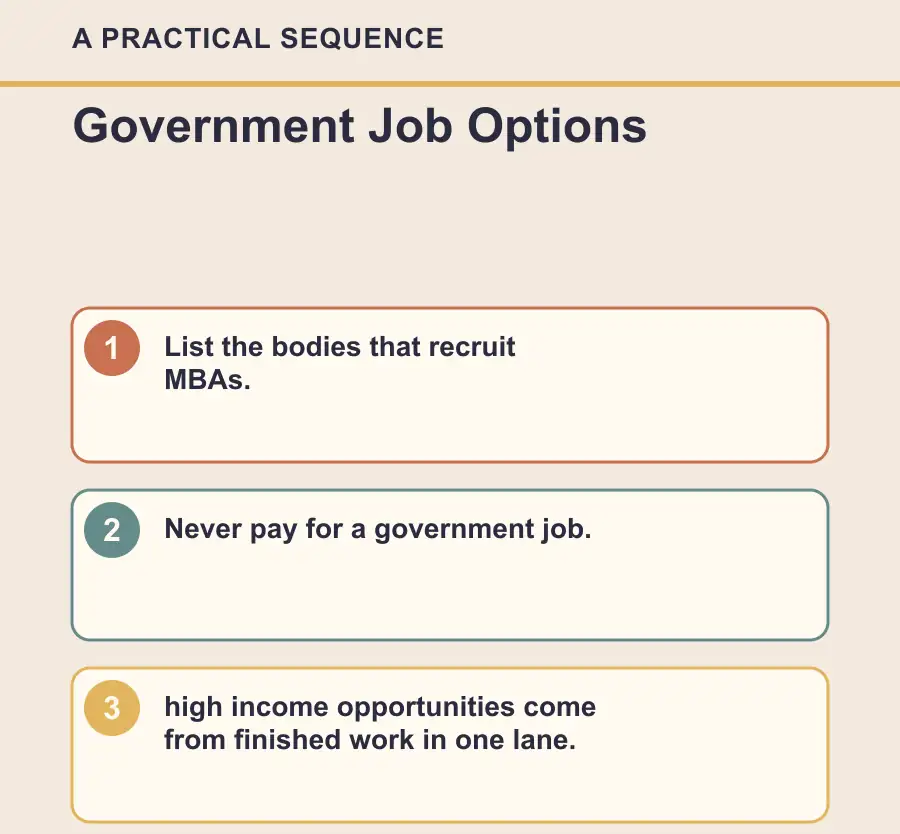 A PRACTICAL SEQUENCE
Government Job Options
1
List the bodies that recruit
MBAs.
2
Never pay for a government job.
3
high income opportunities come
from finished work in one lane.